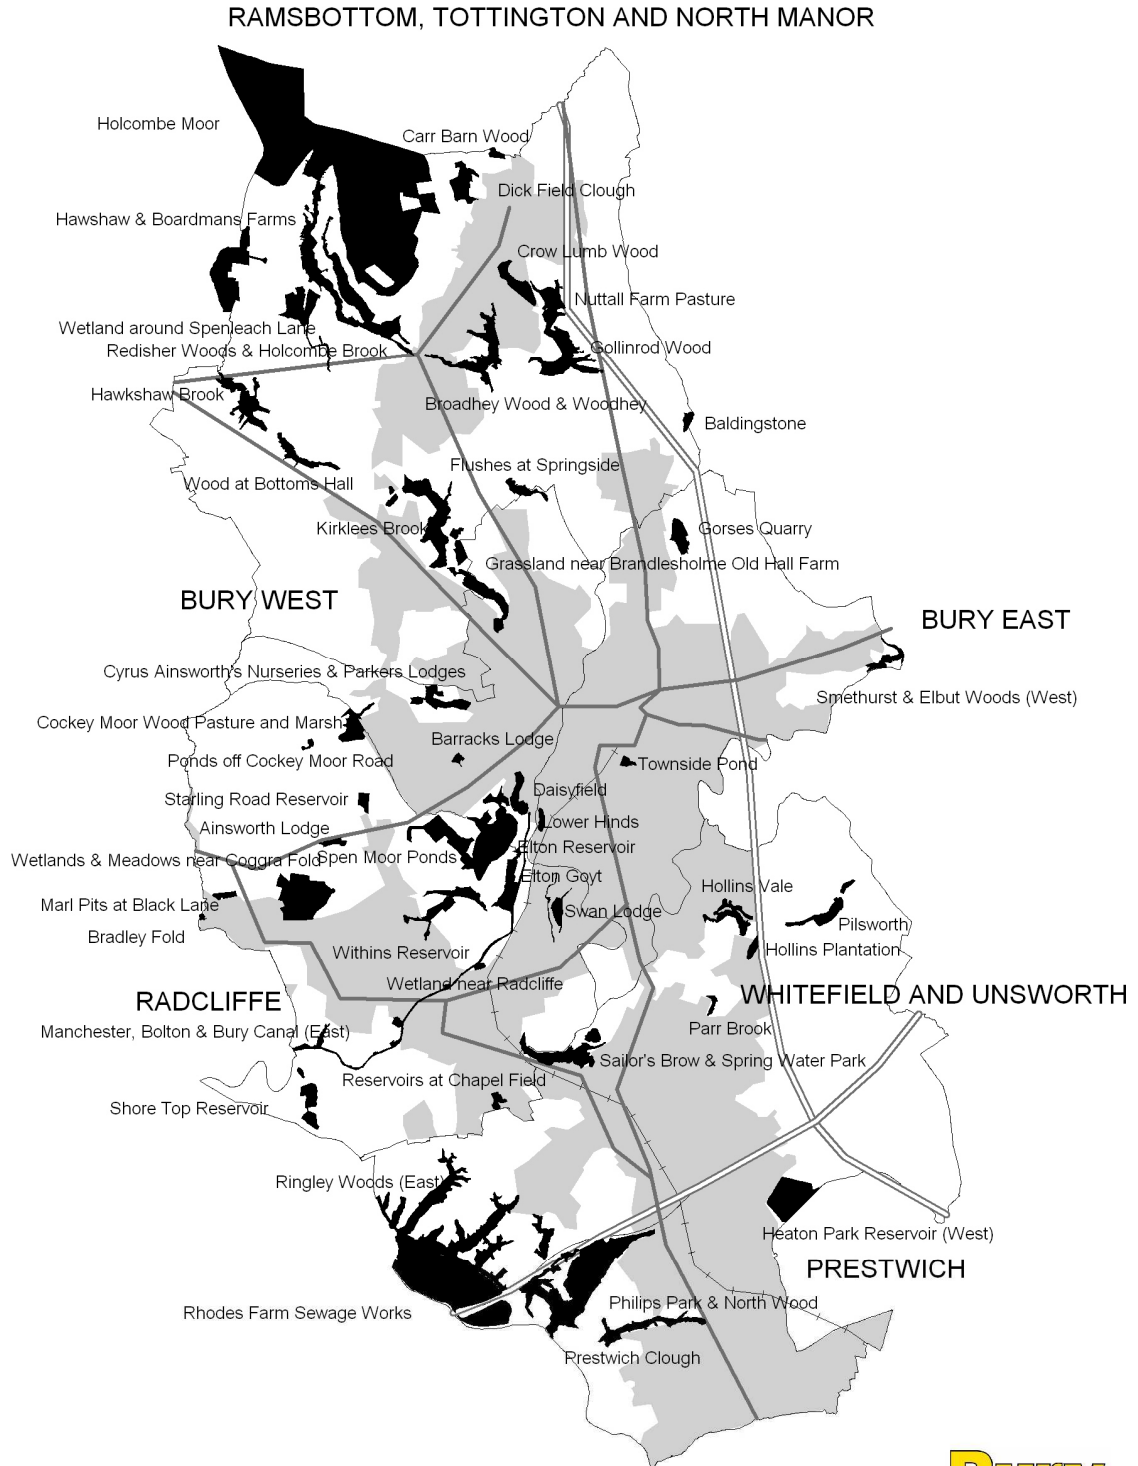 RAMSBOTTOM, TOTTINGTON AND NORTH MANOR
Holcombe Moor
Carr Barn Wood
Dick Field Clough
Hawshaw & Boardmans Farms
Crow Lumb Wood
Nuttall Farm Pasture
Wetland around Spenleach Lane
Redisher Woods & Holcombe Brook
Gollinrod Wood
Hawkshaw Brook
Broadhey Wood & Woodhey
Baldingstone
Flushes at Springside
Wood at Bottoms Hall
Kirklees Brook
Gorses Quarry
Grassland near Brandlesholme Old Hall Farm
BURY WEST
BURY EAST
Cyrus Ainsworth's Nurseries & Parkers Lodges
Smethurst & Elbut Woods (West)
Cockey Moor Wood Pasture and Marsh
Barracks Lodge
Ponds off Cockey Moor Road
Townside Pond
Daisyfield
Starling Road Reservoir
Lower Hinds
Ainsworth Lodge
Elton Reservoir
Wetlands & Meadows near Coggra Fold
Spen Moor Ponds
Elton Goyt
Hollins Vale
Marl Pits at Black Lane
Swan Lodge
Pilsworth
Bradley Fold
Hollins Plantation
Withins Reservoir
Wetland near Radcliffe
RADCLIFFE
WHITEFIELD AND UNSWORTH
Manchester, Bolton & Bury Canal (East)
Parr Brook
Sailor's Brow & Spring Water Park
Reservoirs at Chapel Field
Shore Top Reservoir
Ringley Woods (East)
Heaton Park Reservoir (West)
PRESTWICH
Rhodes Farm Sewage Works
Philips Park & North Wood
Prestwich Clough